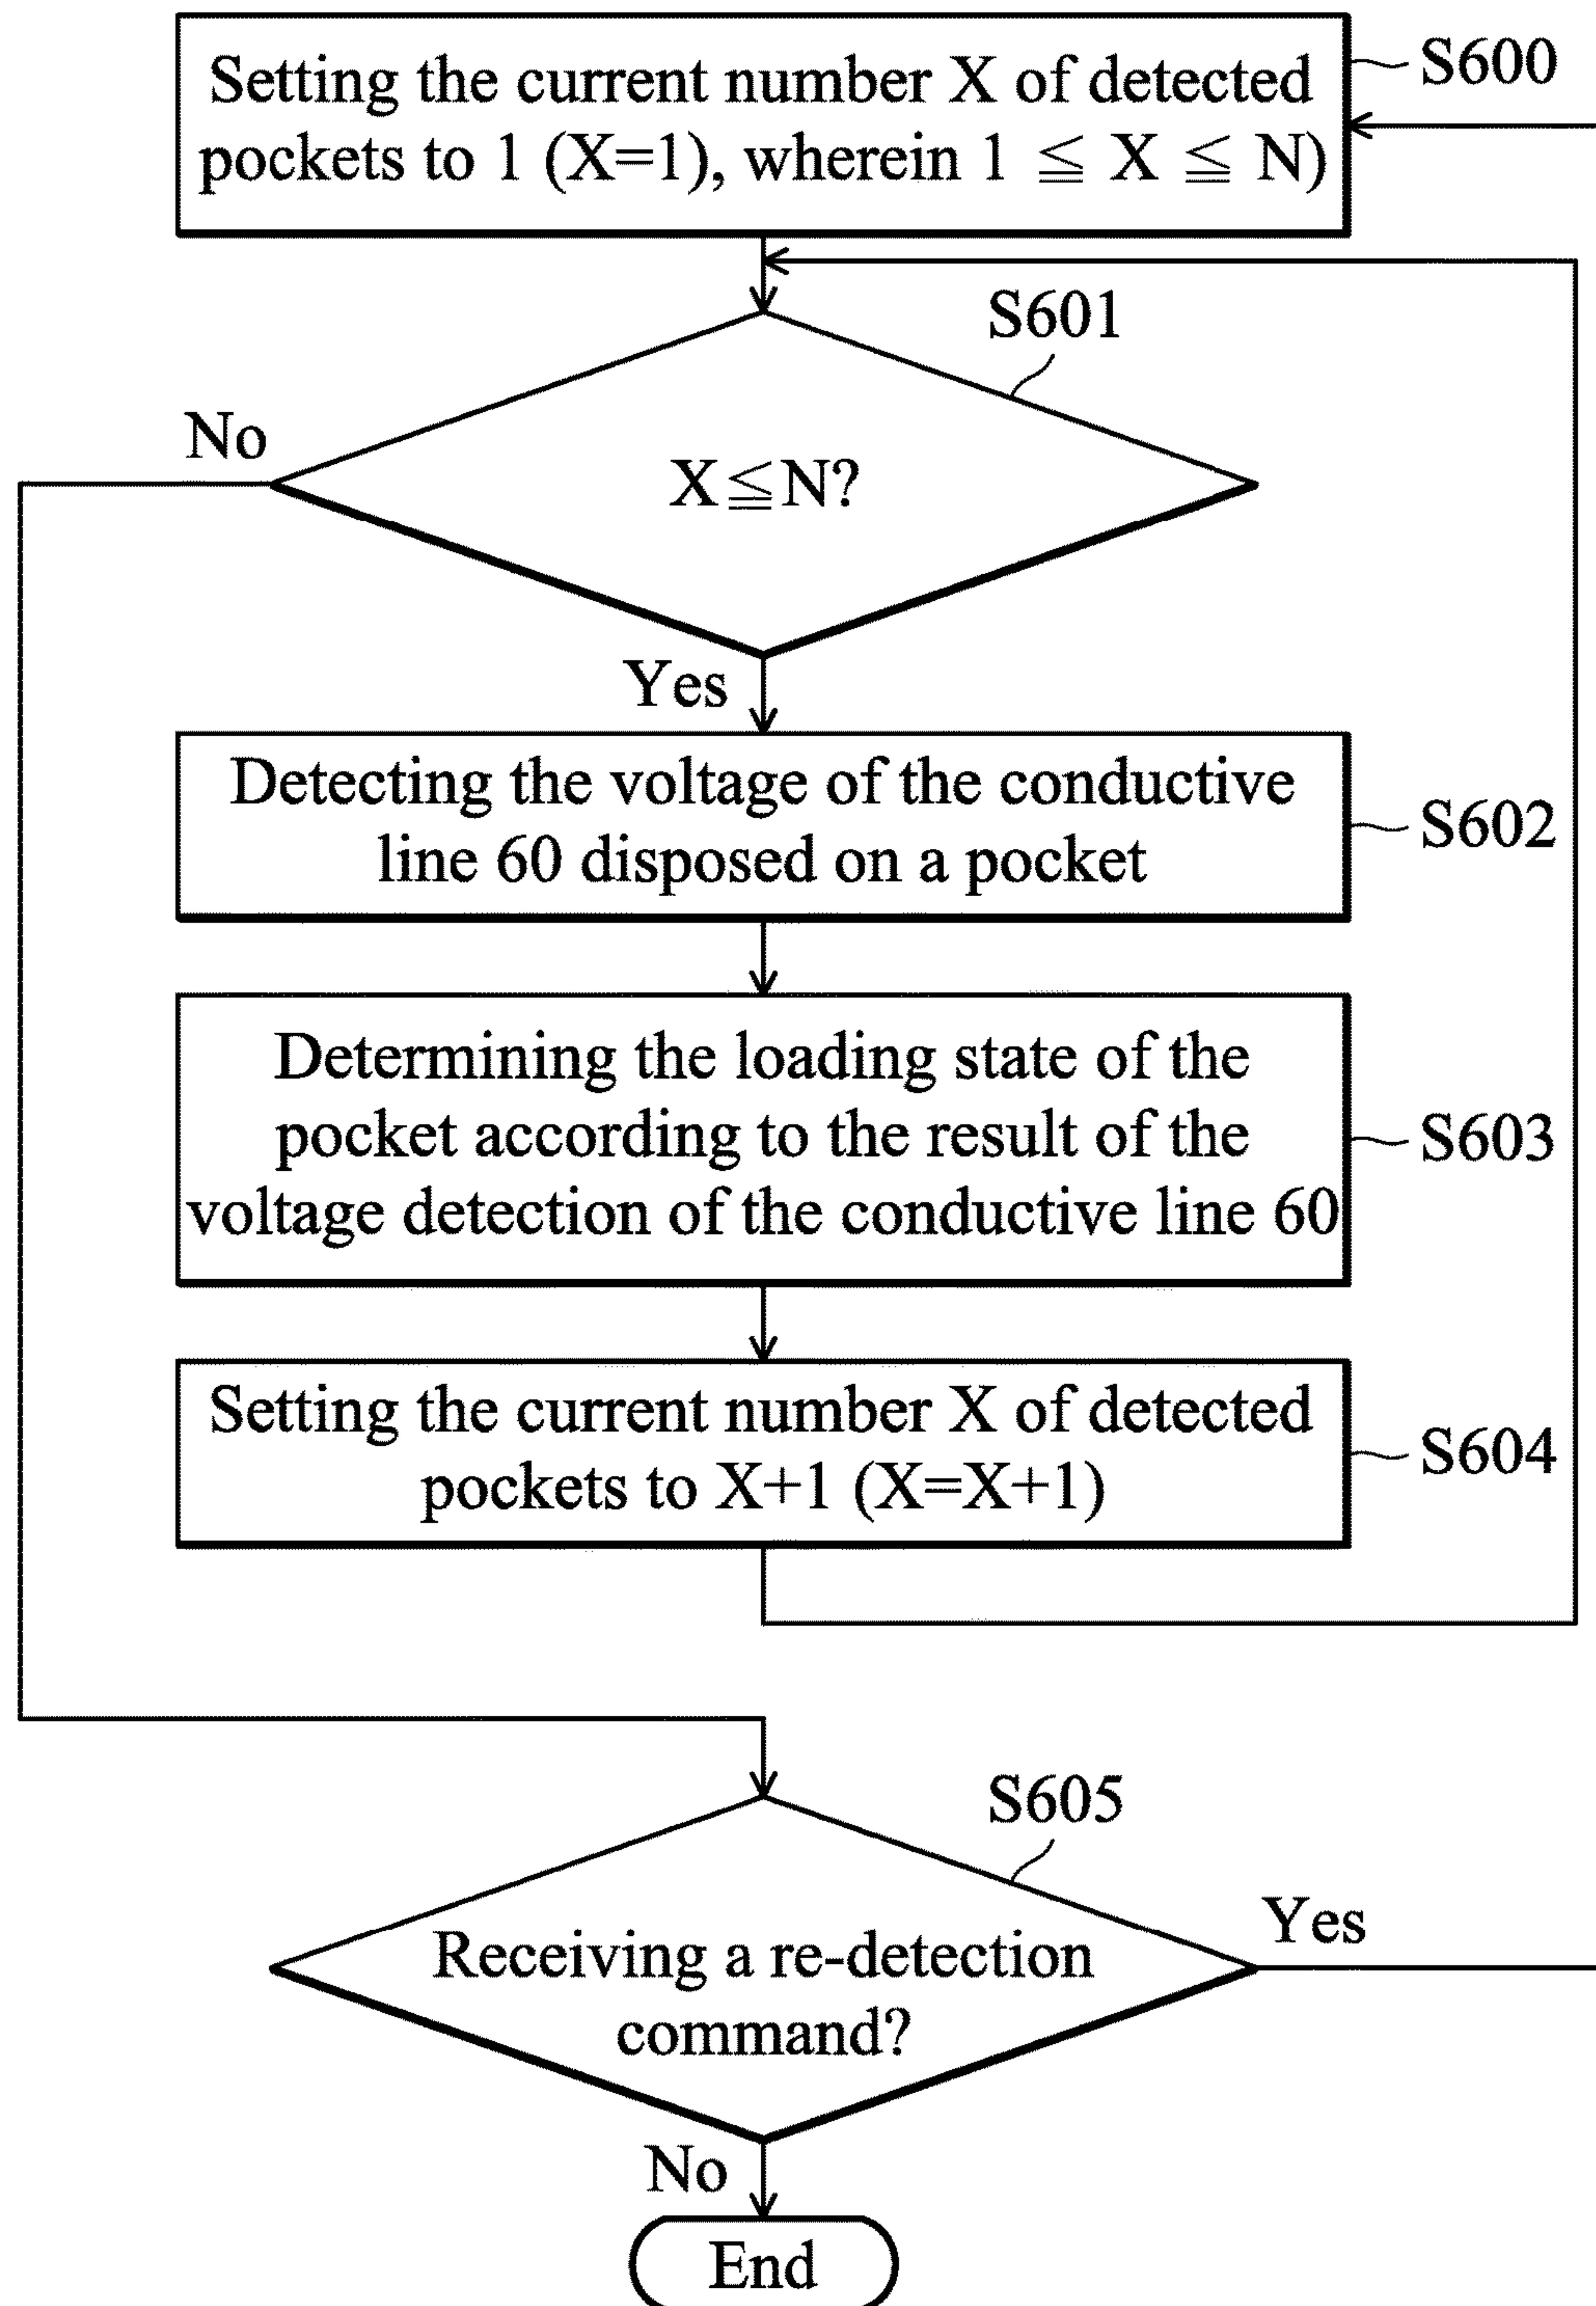 Setting the current number X of detected
pockets to 1 (X=1), wherein 1 ≦ X ≦ N)
S600
S601
No
X≦N?
Yes
Detecting the voltage of the conductive
line 60 disposed on a pocket
S602
Determining the loading state of the
pocket according to the result of the
voltage detection of the conductive line 60
S603
Setting the current number X of detected
pockets to X+1 (X=X+1)
S604
S605
Receiving a re-detection
command?
Yes
No
End